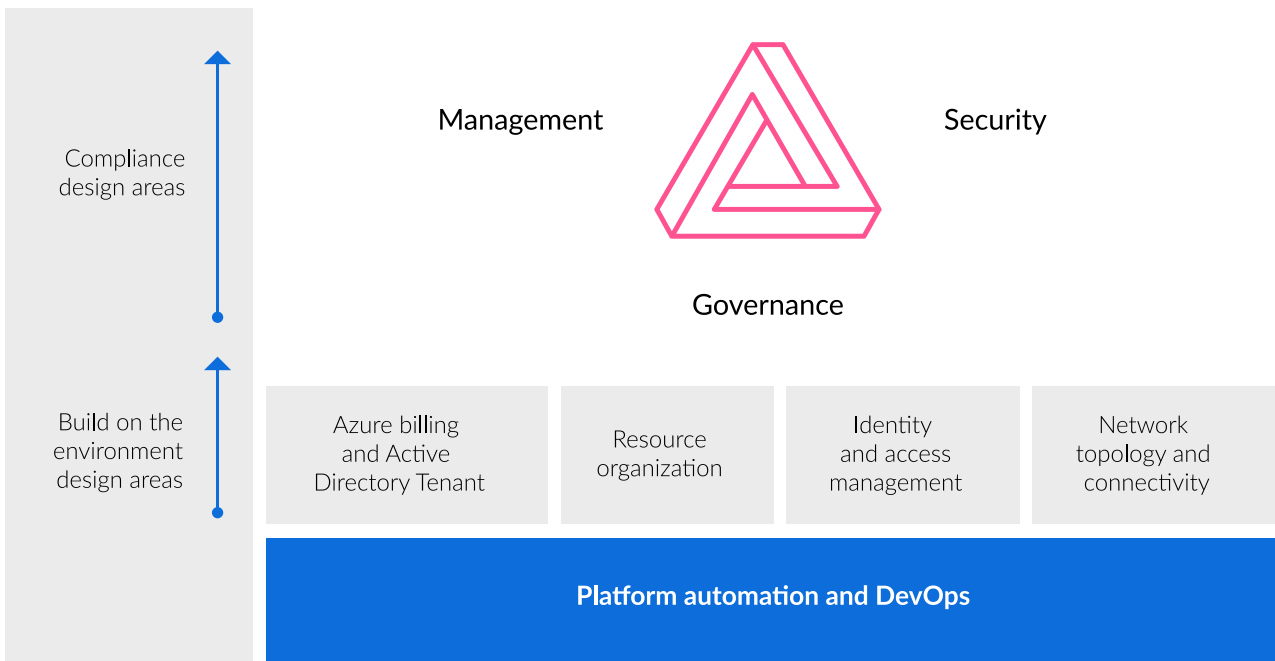 Compliance
design areas
Management
Security
Governance
Build on the
environment
design areas
Azure billing
and Active
Directory Tenant
Resource
organization
Identity
and access
management
Network
topology and
connectivity
Platform automation and DevOps